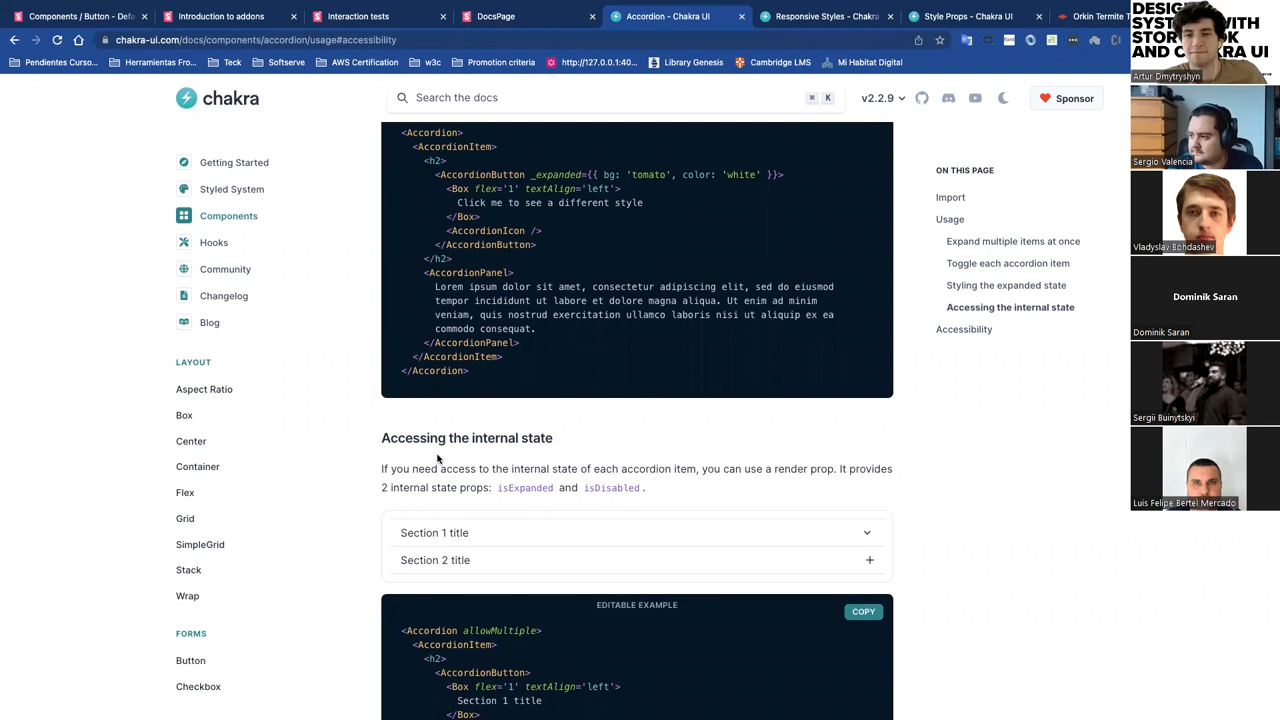 Components / Button - Defa
Introduction to addons
Interaction tests
DocsPage
Accordion - Chakra UI
Responsive Styles - Chakra
Style Props - Chakra UI
Orkin Termite T
chakra-ui.com/docs/components/accordion/usage#accessibility
Pendientes Curso...
Herramientas Fro...
Teck
Softserve
AWS Certification
w3c
Promotion criteria
http://127.0.0.1:40...
Library Genesis
Cambridge LMS
Mi Habitat Digital
chakra
Search the docs
⌘ K
v2.2.9
Sponsor
Getting Started
Styled System
Components
Hooks
Community
Changelog
Blog
LAYOUT
Aspect Ratio
Box
Center
Container
Flex
Grid
SimpleGrid
Stack
Wrap
FORMS
Button
Checkbox
<Accordion>
<AccordionItem>
<h2>
<AccordionButton _expanded={{ bg: 'tomato', color: 'white' }}>
<Box flex='1' textAlign='left'>
Click me to see a different style
</Box>
<AccordionIcon />
</AccordionButton>
</h2>
<AccordionPanel>
Lorem ipsum dolor sit amet, consectetur adipiscing elit, sed do eiusmod
tempor incididunt ut labore et dolore magna aliqua. Ut enim ad minim
veniam, quis nostrud exercitation ullamco laboris nisi ut aliquip ex ea
commodo consequat.
</AccordionPanel>
</AccordionItem>
</Accordion>
Accessing the internal state
If you need access to the internal state of each accordion item, you can use a render prop. It provides
2 internal state props: isExpanded and isDisabled.
Section 1 title
Section 2 title
EDITABLE EXAMPLE
COPY
<Accordion allowMultiple>
<AccordionItem>
<h2>
<AccordionButton>
<Box flex='1' textAlign='left'>
Section 1 title
</Box>
ON THIS PAGE
Import
Usage
Expand multiple items at once
Toggle each accordion item
Styling the expanded state
Accessing the internal state
Accessibility
Artur Dmytryshyn
Sergio Valencia
Vladyslav Bohdashev
Dominik Saran
Dominik Saran
Sergii Buinytskyi
Luis Felipe Bertel Mercado